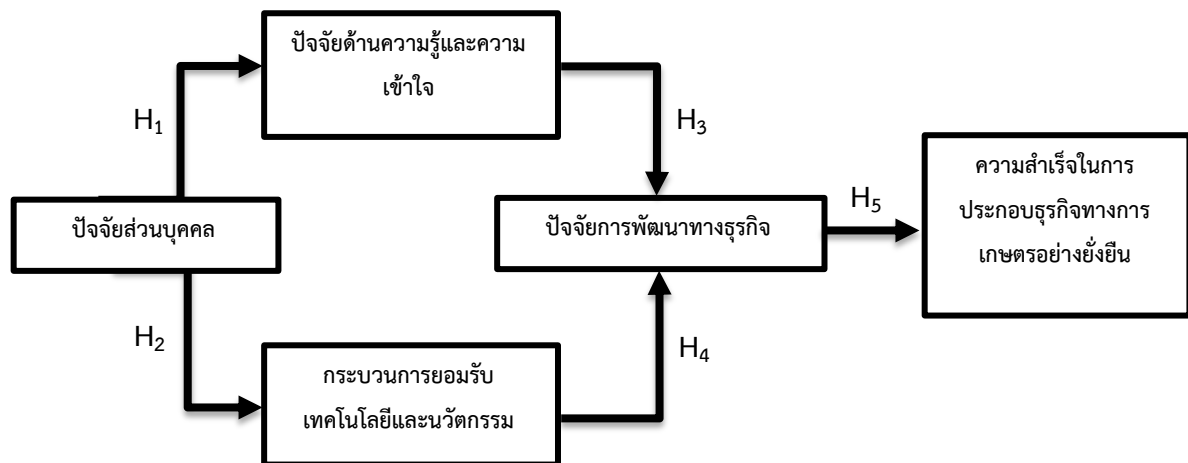 ปัจจัยด้านความรู้และความ
เข้าใจ
H₁
H₃
ความสำเร็จในการ
ประกอบธุรกิจทางการ
เกษตรอย่างยั่งยืน
ปัจจัยส่วนบุคคล
ปัจจัยการพัฒนาทางธุรกิจ
H₅
H₂
H₄
กระบวนการยอมรับ
เทคโนโลยีและนวัตกรรม